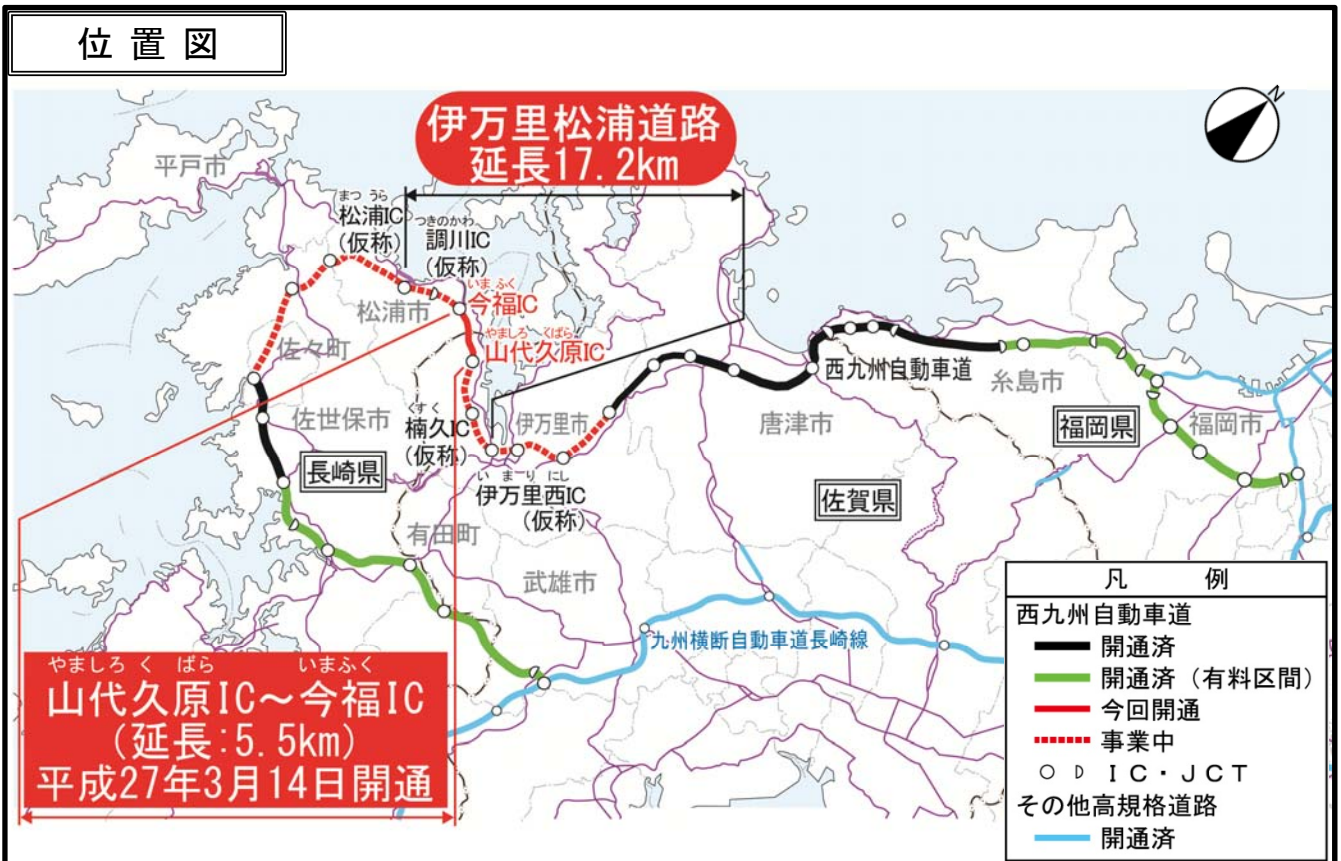 位置図
伊万里松浦道路
延長17.2km
N
平戸市
まつ うら
松浦IC
(仮称)
つきのかわ
調川IC
(仮称)
いま ふく
今福IC
松浦市
やましろ くばら
山代久原IC
佐々町
西九州自動車道
糸島市
佐世保市
くすく
楠久IC
(仮称)
伊万里市
唐津市
福岡県
福岡市
長崎県
い ま り にし
伊万里西IC
(仮称)
佐賀県
有田町
武雄市
九州横断自動車道長崎線
やましろ く ばら いまふく
山代久原IC～今福IC
(延長:5.5km)
平成27年3月14日開通
凡 例
西九州自動車道
開通済
開通済（有料区間）
今回開通
事業中
ＩＣ・ＪＣＴ
その他高規格道路
開通済